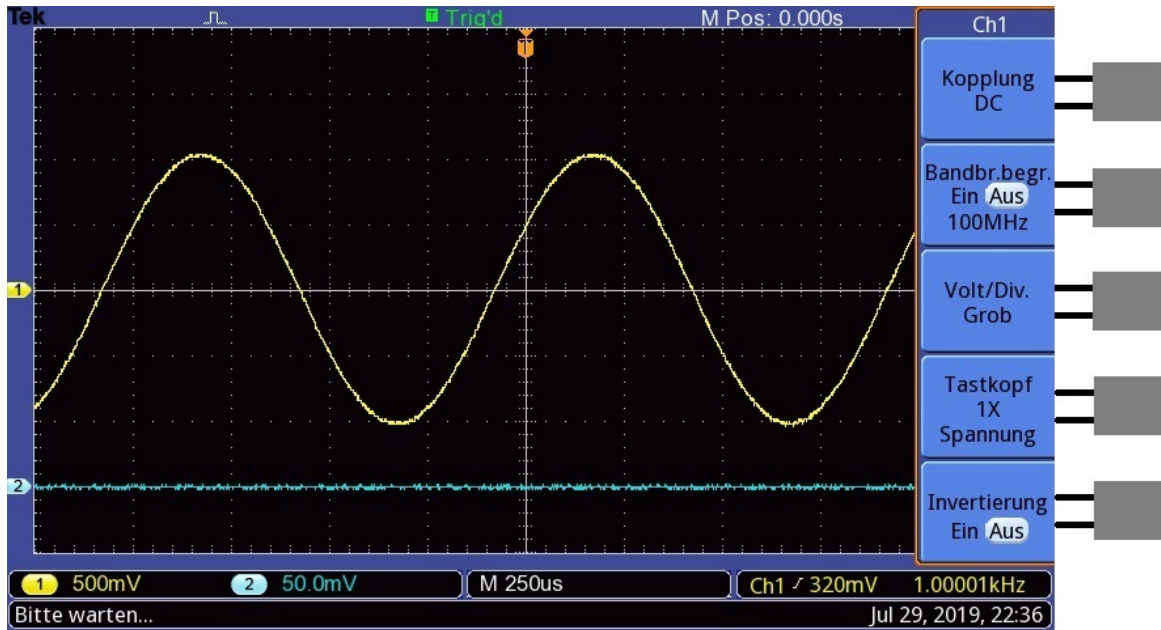 Tek
T Trig'd
M Pos: 0.000s
T
Ch1
Kopplung
DC
Bandbr.begr.
Ein Aus
100MHz
Volt/Div.
Grob
Tastkopf
1X
Spannung
Invertierung
Ein Aus
1
2
1 500mV 2 50.0mV M 250us Ch1 320mV 1.00001kHz
Bitte warten... Jul 29, 2019, 22:36